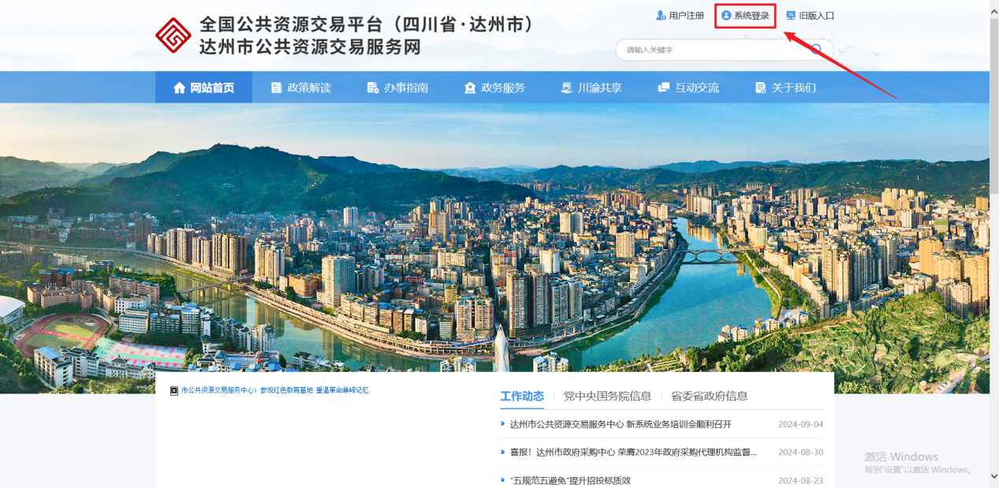 用户注册 系统登录 旧版入口
全国公共资源交易平台（四川省·达州市）
达州市公共资源交易服务网
请输入关键字
网站首页 政策解读 办事指南 政务服务 川渝共享 互动交流 关于我们
市公共资源交易服务中心：参观红色教育基地 重温革命峥嵘记忆
工作动态 党中央国务院信息 省委省政府信息
达州市公共资源交易服务中心 新系统业务培训会顺利召开 2024-09-04
喜报！达州市政府采购中心 荣膺2023年政府采购代理机构监督... 2024-08-30
“五规范五避免”提升招投标质效 2024-08-23
激活 Windows
转到“设置”以激活 Windows。